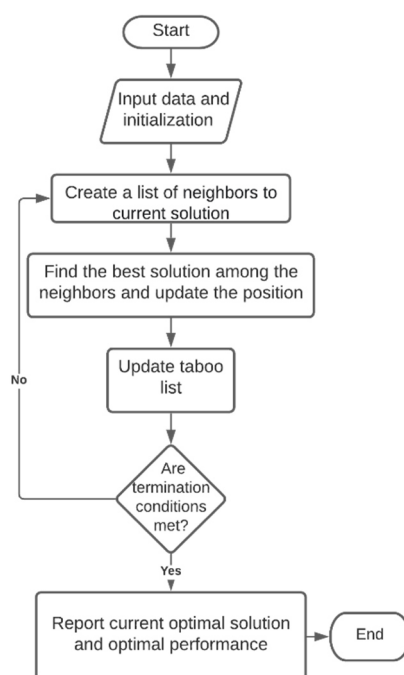 Start
Input data and
initialization
Create a list of neighbors to
current solution
Find the best solution among the
neighbors and update the position
Update taboo
list
No
Are
termination
conditions
met?
Yes
Report current optimal solution
and optimal performance
End